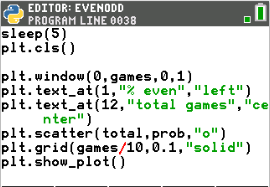 EDITOR: EVENODD
PROGRAM LINE 0038
sleep(5)
plt.cls()
plt.window(0,games,0,1)
plt.text_at(1,"% even","left")
plt.text_at(12,"total games","ce
nter")
plt.scatter(total,prob,"o")
plt.grid(games/10,0.1,"solid")
plt.show_plot()